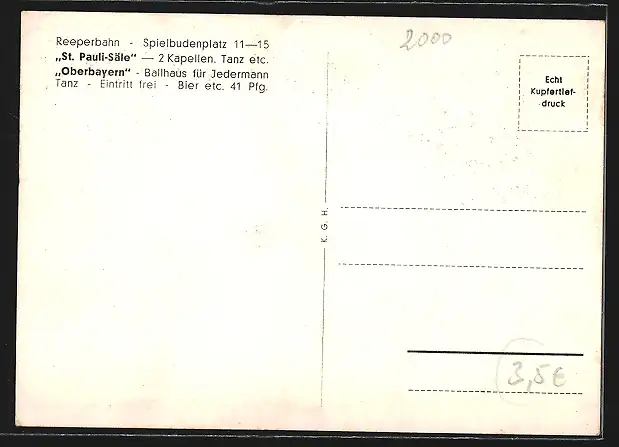 Reeperbahn - Spielbudenplatz 11—15
„St. Pauli-Säle“ — 2 Kapellen. Tanz etc.
„Oberbayern“ - Ballhaus für Jedermann
Tanz - Eintritt frei - Bier etc. 41 Pfg.
2000
Echt
Kupfertief-
druck
K. G. H.
3,5€